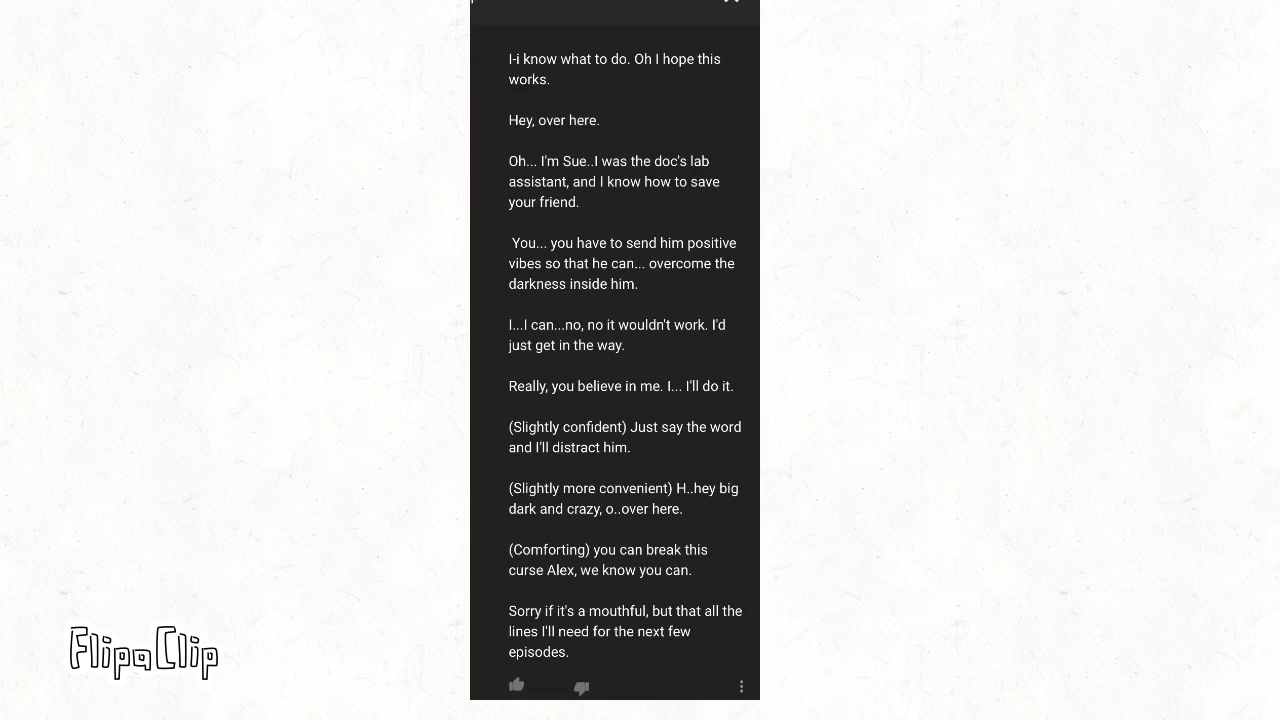 I-i know what to do. Oh I hope this
works.
Hey, over here.
Oh... I'm Sue..I was the doc's lab
assistant, and I know how to save
your friend.
You... you have to send him positive
vibes so that he can... overcome the
darkness inside him.
I...I can...no, no it wouldn't work. I'd
just get in the way.
Really, you believe in me. I... I'll do it.
(Slightly confident) Just say the word
and I'll distract him.
(Slightly more convenient) H..hey big
dark and crazy, o..over here.
(Comforting) you can break this
curse Alex, we know you can.
Sorry if it's a mouthful, but that all the
lines I'll need for the next few
episodes.
FlipaClip